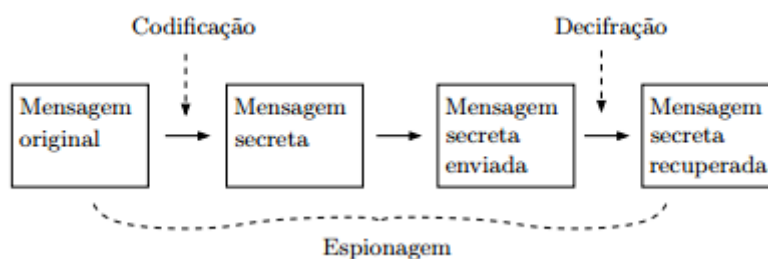 Codificação
Decifração
Mensagem
original
Mensagem
secreta
Mensagem
secreta
enviada
Mensagem
secreta
recuperada
Espionagem